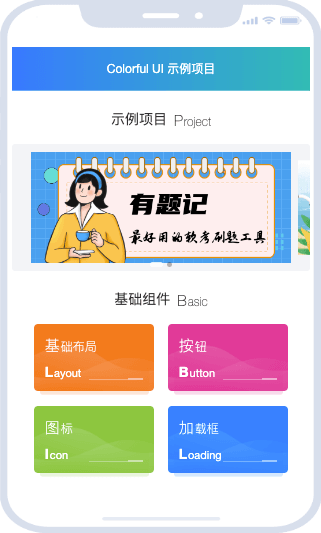 Colorful UI 示例项目
示例项目 Project
有题记
最好用的软考刷题工具
基础组件 Basic
基础布局 按钮
Layout Button
图标 加载框
Icon Loading